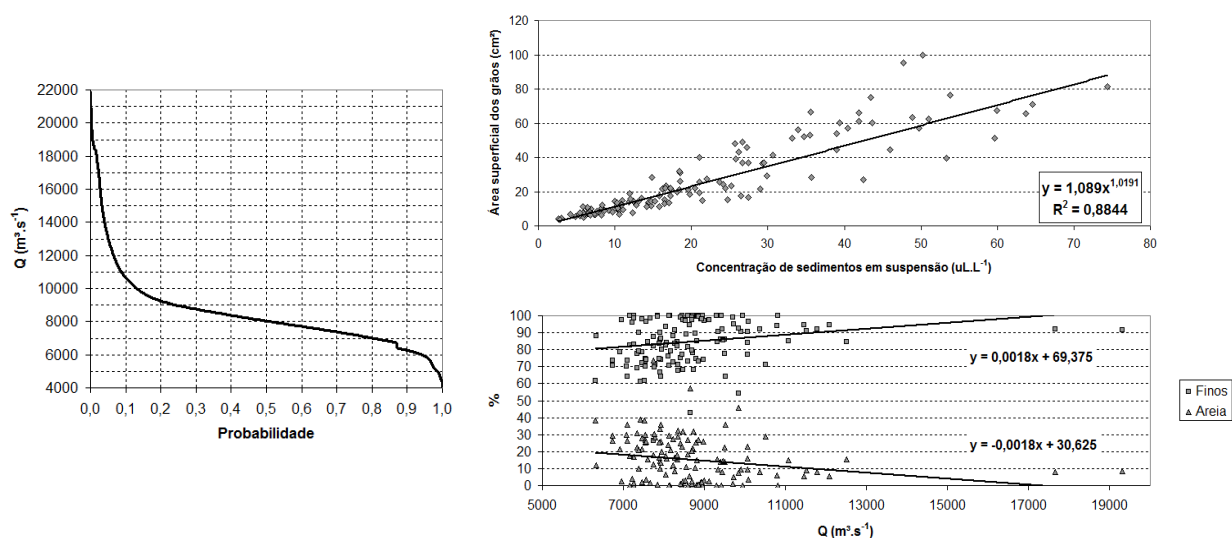 Q (m³.s⁻¹)
22000
20000
18000
16000
14000
12000
10000
8000
6000
4000
0,0 0,1 0,2 0,3 0,4 0,5 0,6 0,7 0,8 0,9 1,0
Probabilidade
Área superficial dos grãos (cm²)
120
100
80
60
40
20
0
y = 1,089x^1,0191
R² = 0,8844
0 10 20 30 40 50 60 70 80
Concentração de sedimentos em suspensão (uL.L⁻¹)
%
100
90
80
70
60
50
40
30
20
10
0
y = 0,0018x + 69,375
y = -0,0018x + 30,625
5000 7000 9000 11000 13000 15000 17000 19000
Q (m³.s⁻¹)
Finos
Areia